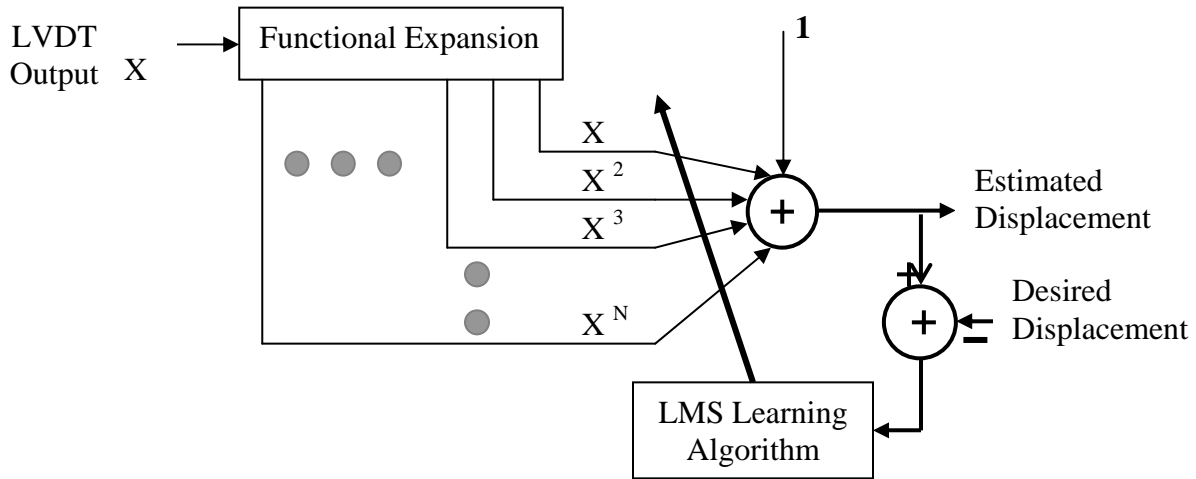 LVDT
Output X
Functional Expansion
1
X
X 2
X 3
X N
+
Estimated
Displacement
+
+
−
Desired
Displacement
LMS Learning
Algorithm